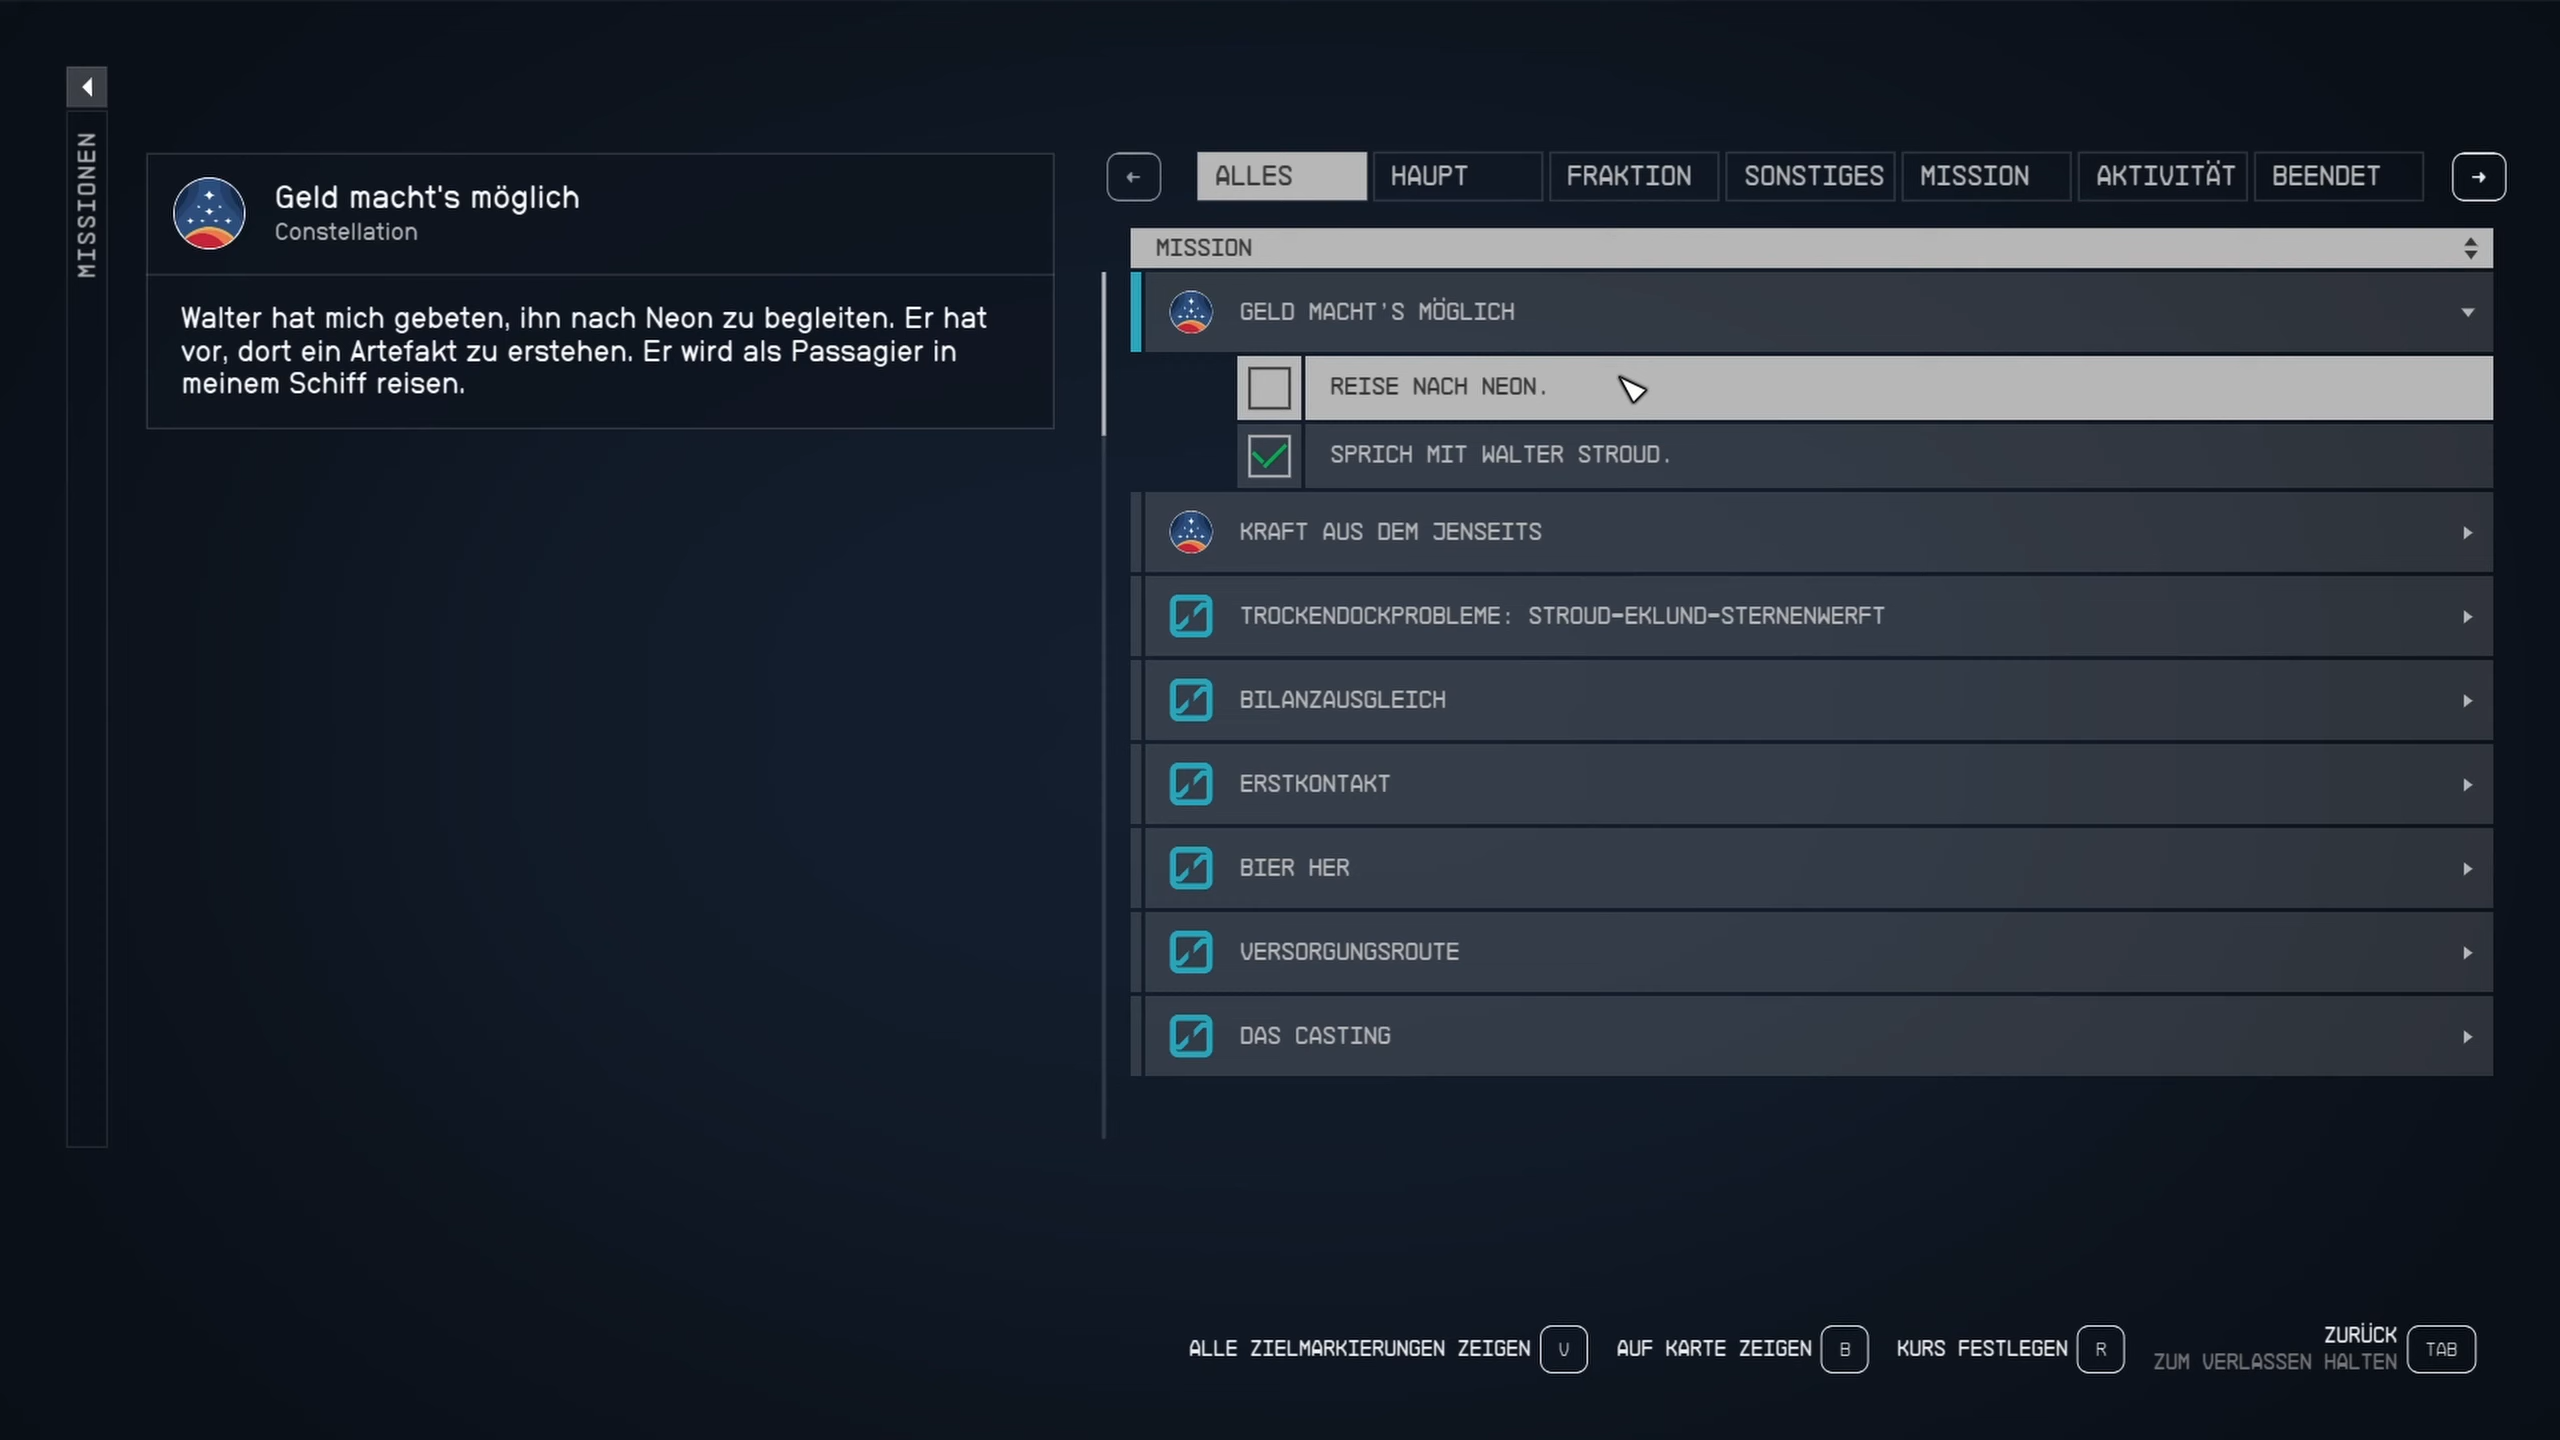 MISSIONEN
Geld macht's möglich
Constellation
Walter hat mich gebeten, ihn nach Neon zu begleiten. Er hat
vor, dort ein Artefakt zu erstehen. Er wird als Passagier in
meinem Schiff reisen.
ALLES HAUPT FRAKTION SONSTIGES MISSION AKTIVITÄT BEENDET
MISSION
GELD MACHT'S MÖGLICH
REISE NACH NEON.
SPRICH MIT WALTER STROUD.
KRAFT AUS DEM JENSEITS
TROCKENDOCKPROBLEME: STROUD-EKLUND-STERNENWERFT
BILANZAUSGLEICH
ERSTKONTAKT
BIER HER
VERSORGUNGSROUTE
DAS CASTING
ALLE ZIELMARKIERUNGEN ZEIGEN V AUF KARTE ZEIGEN B KURS FESTLEGEN R ZURÜCK TAB
ZUM VERLASSEN HALTEN